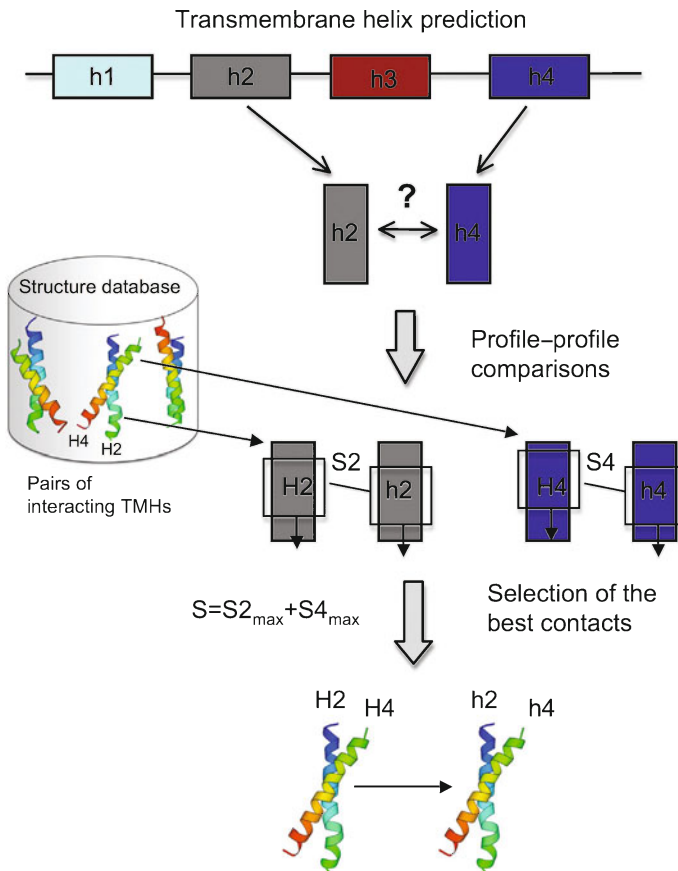 Transmembrane helix prediction
h1 h2 h3 h4
?
h2 h4
Structure database
Profile–profile
comparisons
H4
H2
Pairs of
interacting TMHs
H2 S2 h2 H4 S4 h4
S=S2max+S4max
Selection of the
best contacts
H2 H4 h2 h4